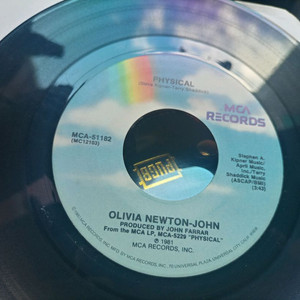 PHYSICAL
MCA RECORDS
MCA-51182
(MC12183)
Stephen A.
Kipner Music/
April Music,
Inc./Terry
Shaddick Music
(ASCAP/BMI)
(3:43)
OLIVIA NEWTON-JOHN
PRODUCED BY JOHN FARRAR
From the MCA LP, MCA-5229 "PHYSICAL"
℗ 1981
MCA RECORDS, INC.